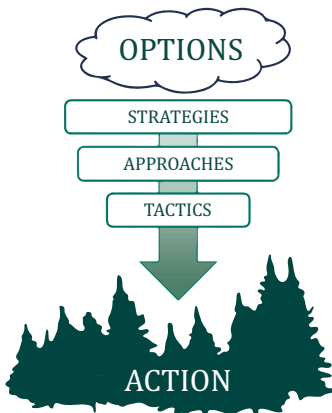 OPTIONS
STRATEGIES
APPROACHES
TACTICS
ACTION